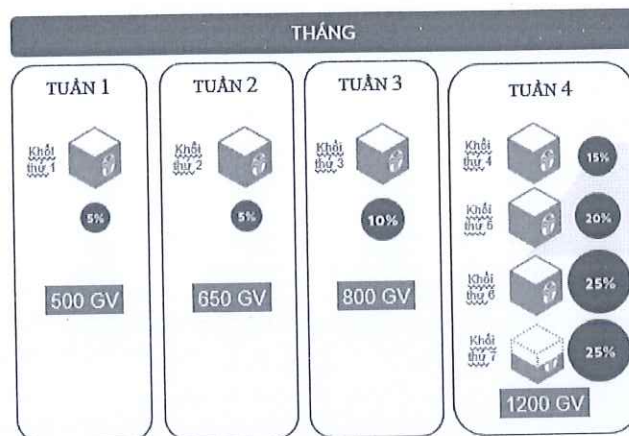 THÁNG
TUẦN 1
Khối
thứ 1
5%
500 GV
TUẦN 2
Khối
thứ 2
5%
650 GV
TUẦN 3
Khối
thứ 3
10%
800 GV
TUẦN 4
Khối
thứ 4
15%
Khối
thứ 5
20%
Khối
thứ 6
25%
Khối
thứ 7
25%
1200 GV